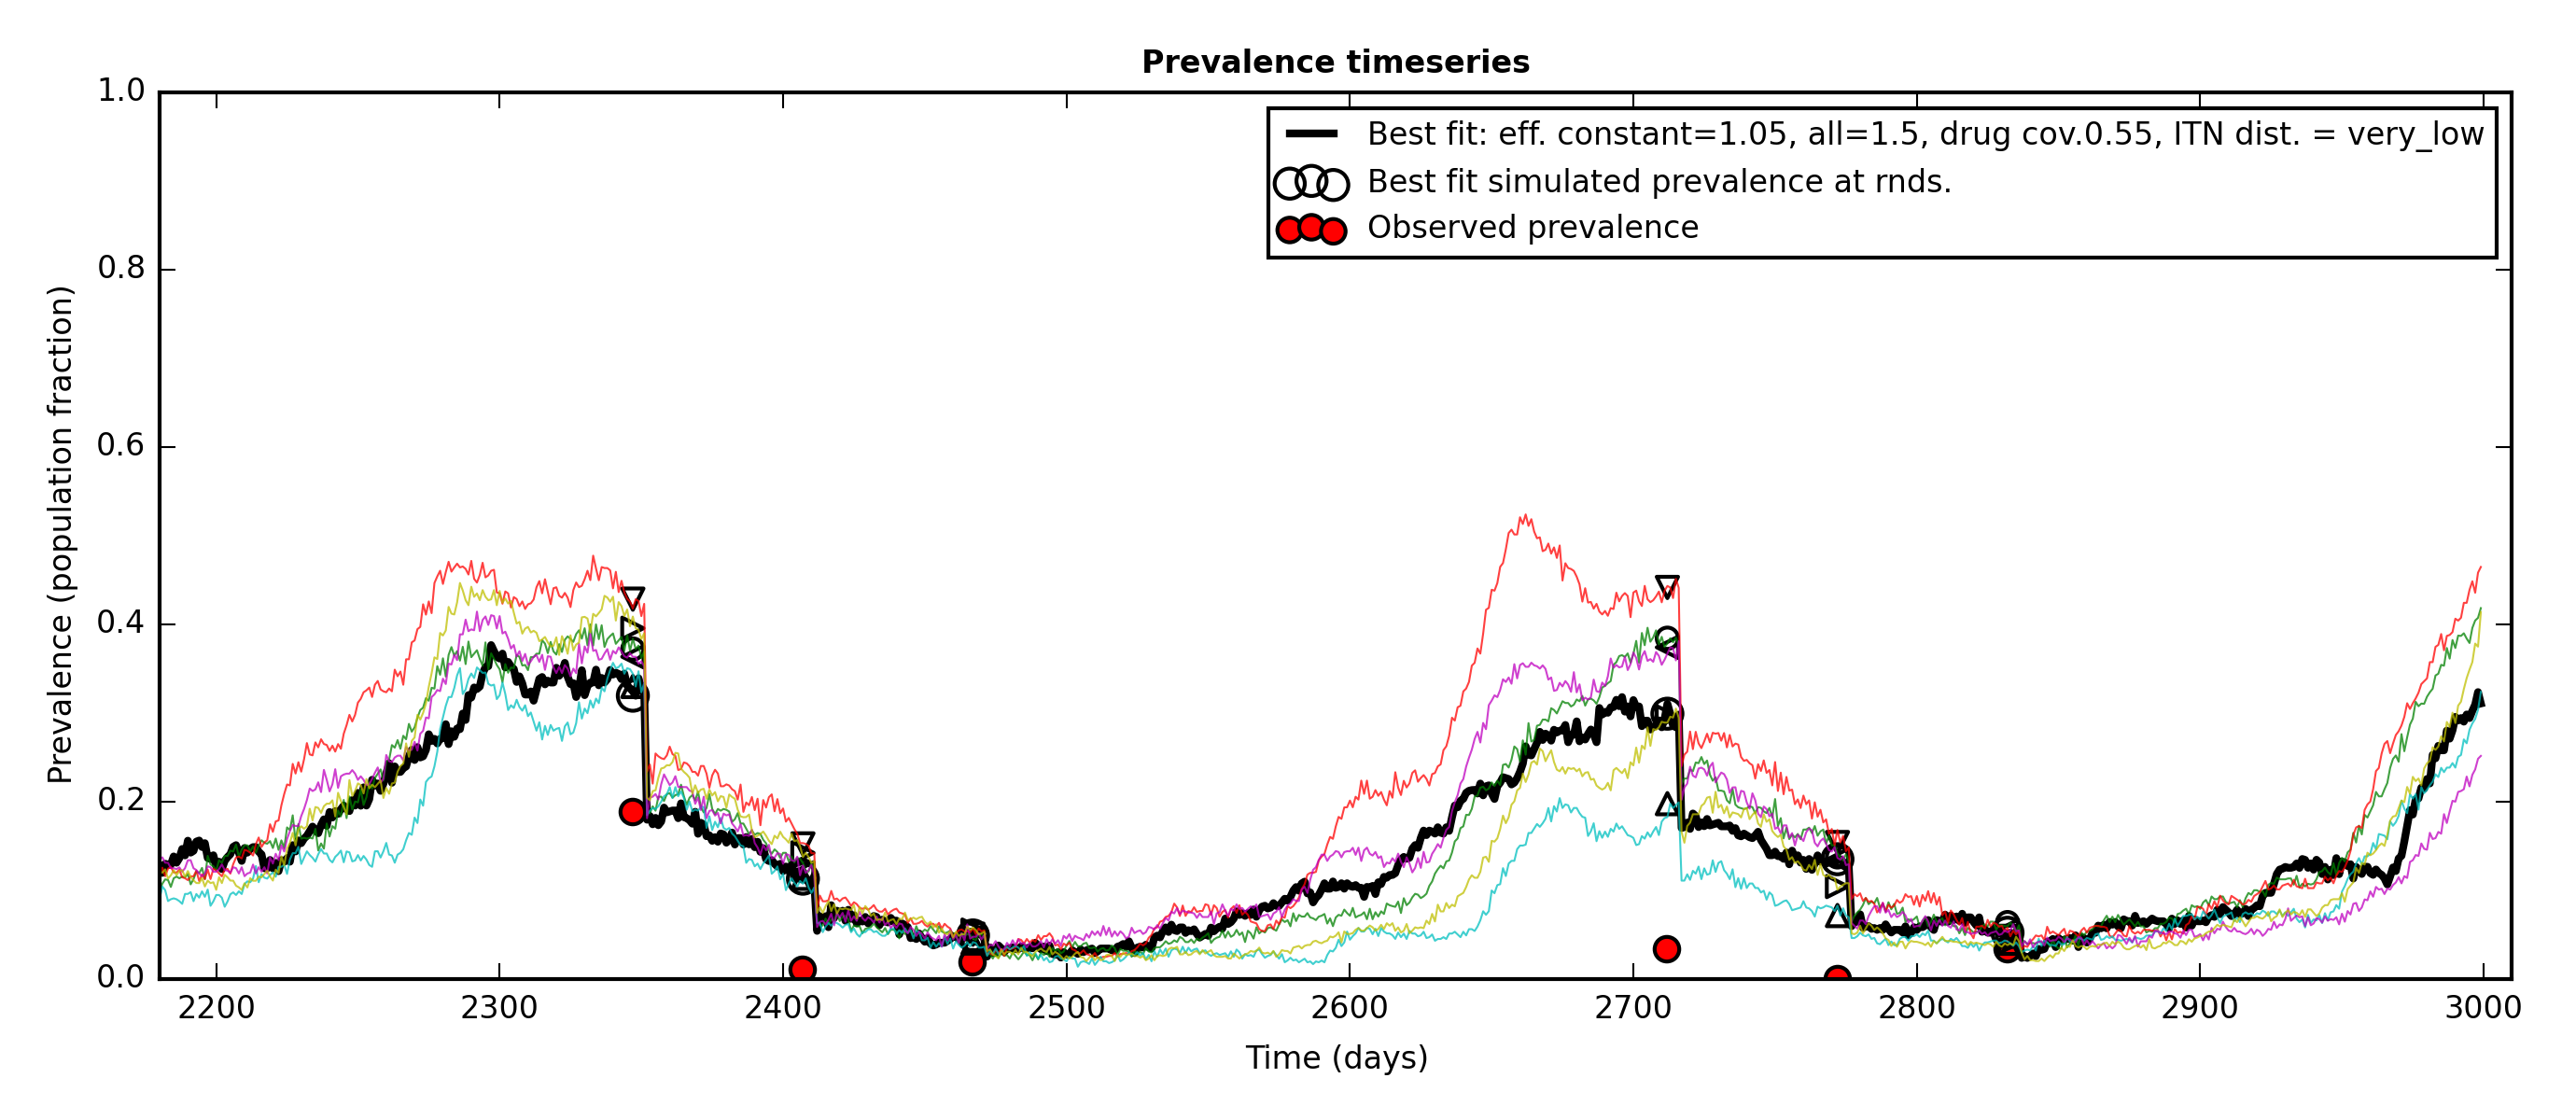 Prevalence timeseries
1.0
0.8
0.6
0.4
0.2
0.0
Prevalence (population fraction)
Best fit: eff. constant=1.05, all=1.5, drug cov.0.55, ITN dist. = very_low
Best fit simulated prevalence at rnds.
Observed prevalence
2200 2300 2400 2500 2600 2700 2800 2900 3000
Time (days)